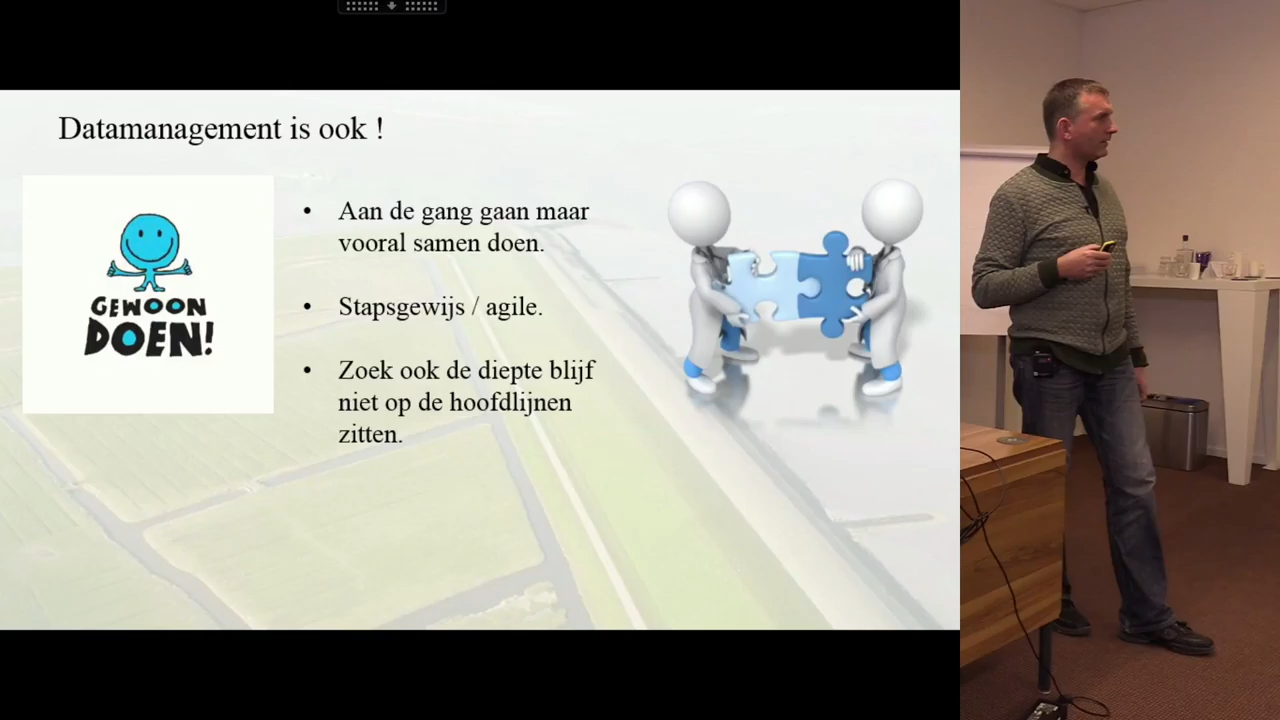 Datamanagement is ook !
GEWOON
DOEN!
• Aan de gang gaan maar
vooral samen doen.
• Stapsgewijs / agile.
• Zoek ook de diepte blijf
niet op de hoofdlijnen
zitten.